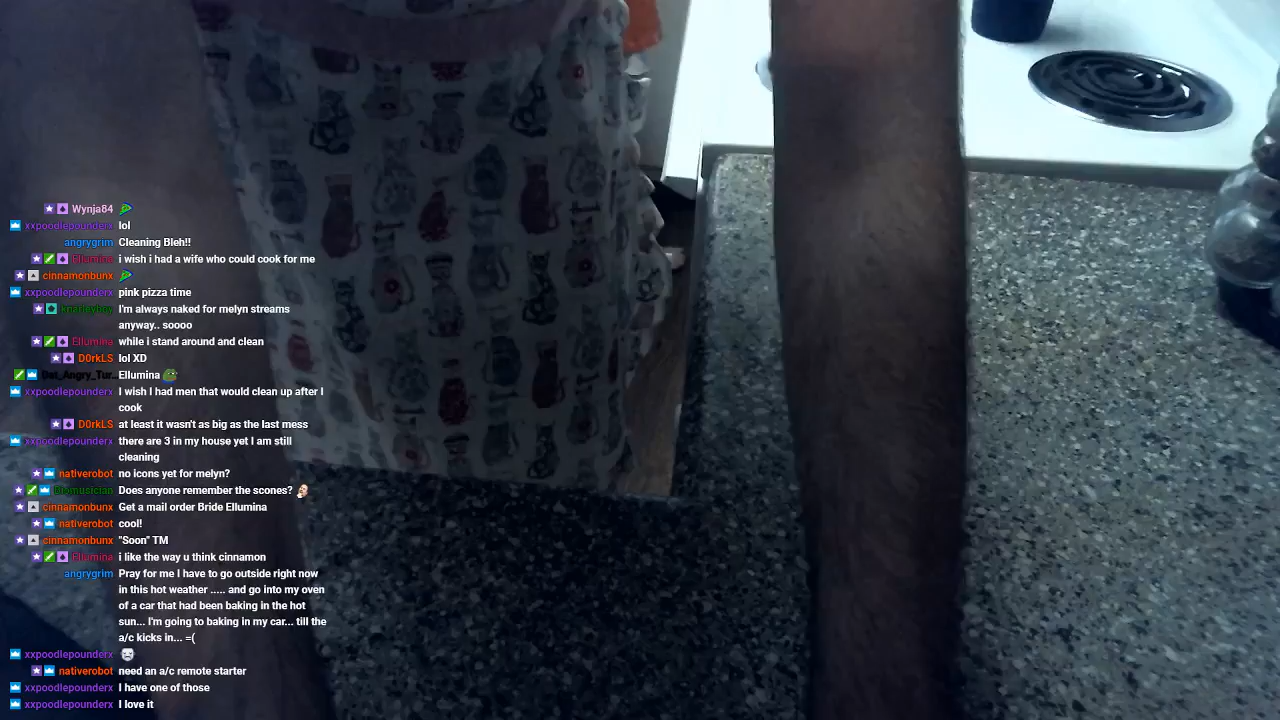 Wynja84
xxpoodlepounderx lol
angrygrim Cleaning Bleh!!
Ellumina i wish i had a wife who could cook for me
cinnamonbunx
xxpoodlepounderx pink pizza time
knarleyboy I'm always naked for melyn streams
anyway.. soooo
Ellumina while i stand around and clean
D0rkLS lol XD
Fat_Angry_Tur... Ellumina
xxpoodlepounderx I wish I had men that would clean up after I
cook
D0rkLS at least it wasn't as big as the last mess
xxpoodlepounderx there are 3 in my house yet I am still
cleaning
nativerobot no icons yet for melyn?
Biomusician Does anyone remember the scones?
cinnamonbunx Get a mail order Bride Ellumina
nativerobot cool!
cinnamonbunx "Soon" TM
Ellumina i like the way u think cinnamon
angrygrim Pray for me I have to go outside right now
in this hot weather ..... and go into my oven
of a car that had been baking in the hot
sun... I'm going to baking in my car... till the
a/c kicks in... =(
xxpoodlepounderx
nativerobot need an a/c remote starter
xxpoodlepounderx I have one of those
xxpoodlepounderx I love it